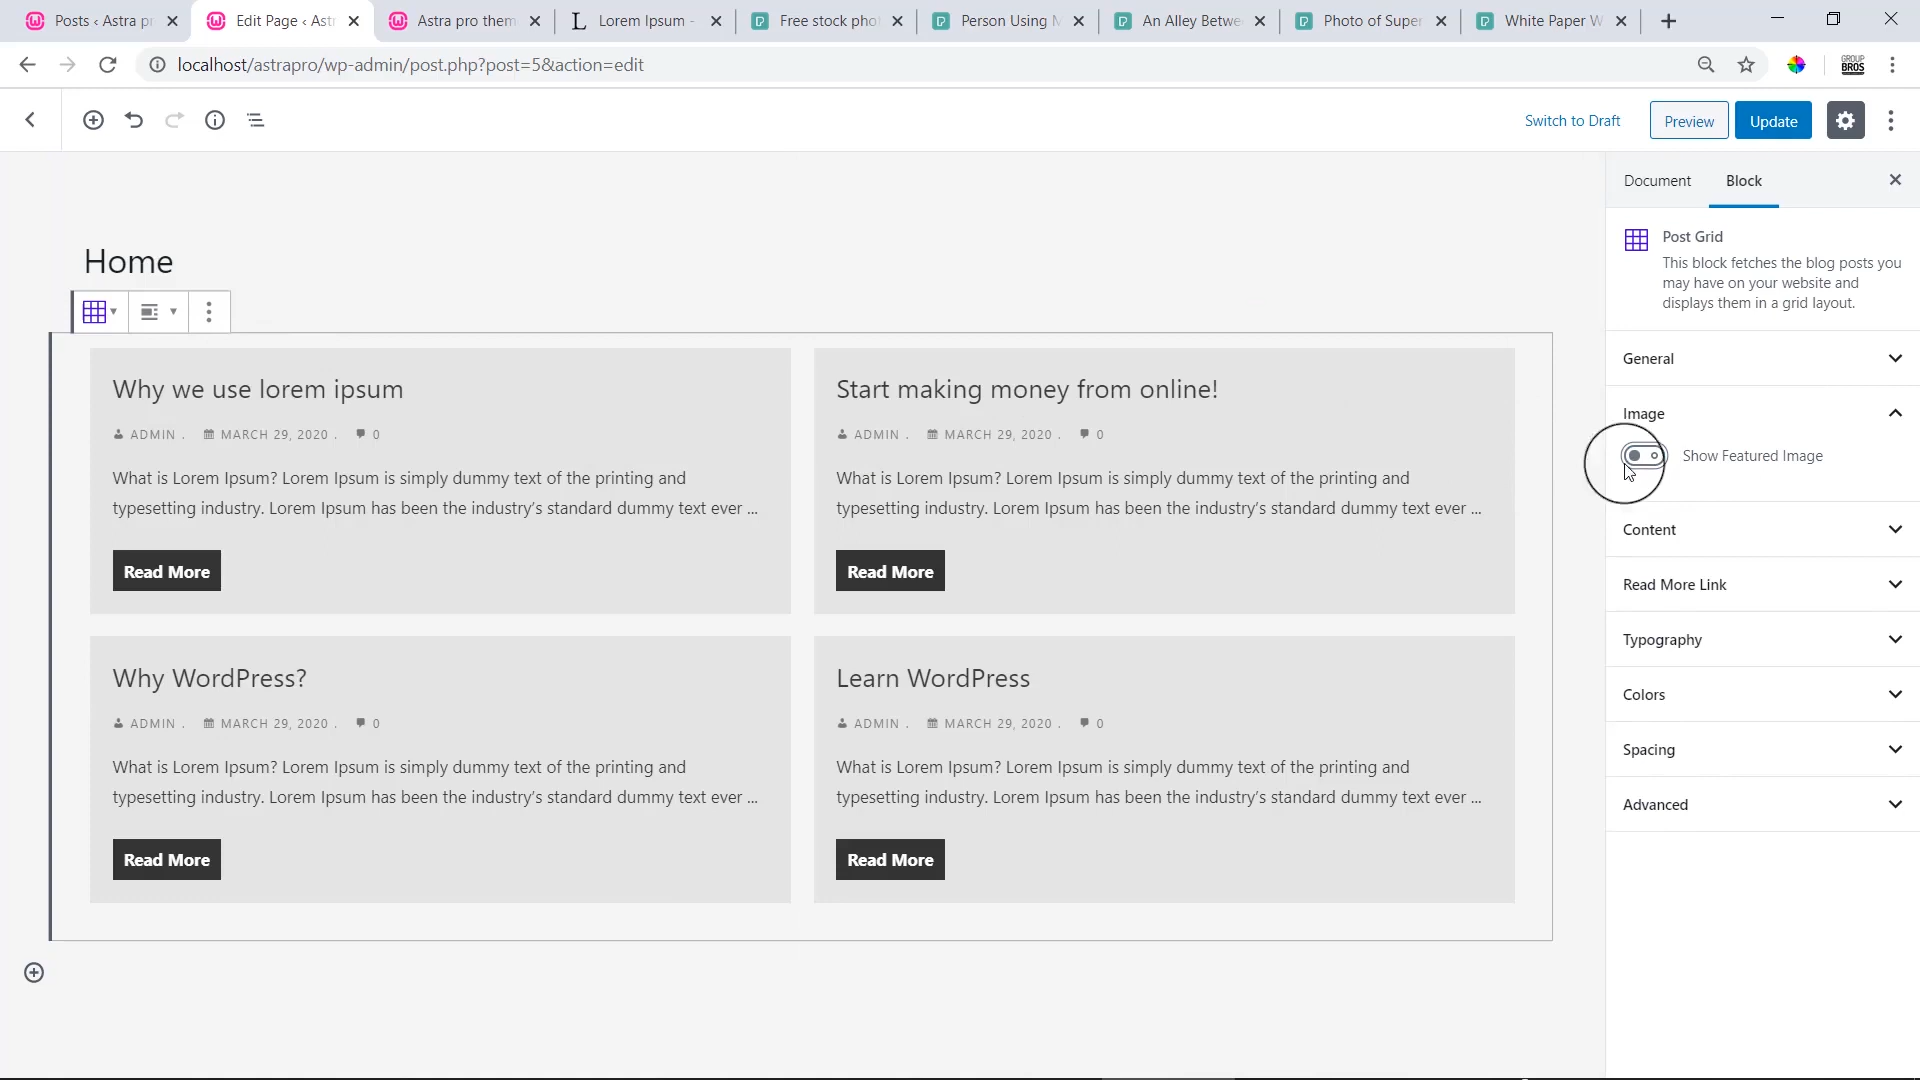 Posts ‹ Astra pr
Edit Page ‹ Ast
Astra pro them
Lorem Ipsum -
Free stock pho
Person Using M
An Alley Betwe
Photo of Super
White Paper W
localhost/astrapro/wp-admin/post.php?post=5&action=edit
GROUP
BROS
Switch to Draft
Preview
Update
Document
Block
Post Grid
This block fetches the blog posts you
may have on your website and
displays them in a grid layout.
General
Image
Show Featured Image
Content
Read More Link
Typography
Colors
Spacing
Advanced
Home
Why we use lorem ipsum
ADMIN . MARCH 29, 2020 . 0
What is Lorem Ipsum? Lorem Ipsum is simply dummy text of the printing and
typesetting industry. Lorem Ipsum has been the industry’s standard dummy text ever ...
Read More
Start making money from online!
ADMIN . MARCH 29, 2020 . 0
What is Lorem Ipsum? Lorem Ipsum is simply dummy text of the printing and
typesetting industry. Lorem Ipsum has been the industry’s standard dummy text ever ...
Read More
Why WordPress?
ADMIN . MARCH 29, 2020 . 0
What is Lorem Ipsum? Lorem Ipsum is simply dummy text of the printing and
typesetting industry. Lorem Ipsum has been the industry’s standard dummy text ever ...
Read More
Learn WordPress
ADMIN . MARCH 29, 2020 . 0
What is Lorem Ipsum? Lorem Ipsum is simply dummy text of the printing and
typesetting industry. Lorem Ipsum has been the industry’s standard dummy text ever ...
Read More